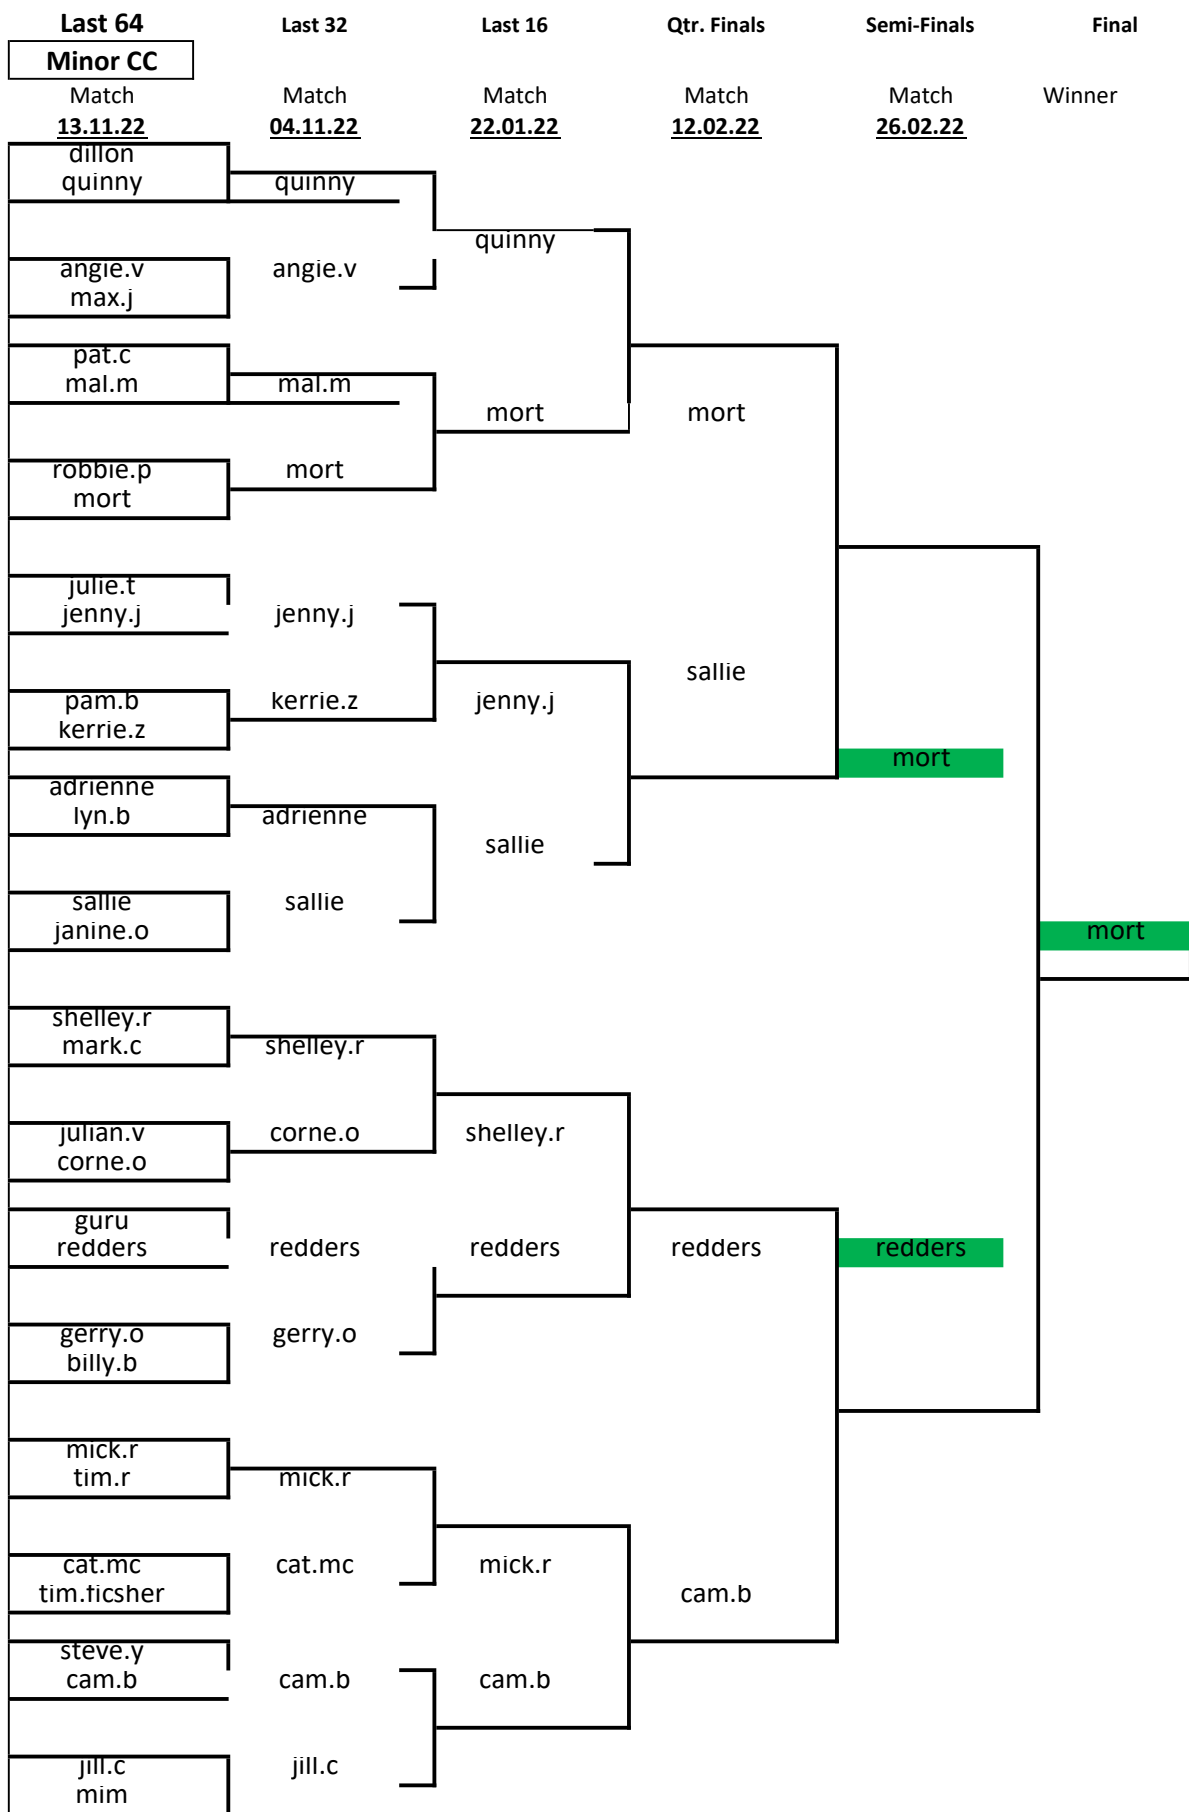 Last 64 Last 32 Last 16 Qtr. Finals Semi-Finals Final
Minor CC
Match Match Match Match Match Winner
13.11.22 04.11.22 22.01.22 12.02.22 26.02.22
dillon
quinny quinny
quinny
angie.v angie.v
max.j
pat.c
mal.m mal.m
mort mort
robbie.p mort
mort
julie.t
jenny.j jenny.j
sallie
pam.b kerrie.z jenny.j
kerrie.z
mort
adrienne
lyn.b adrienne
sallie
sallie sallie
janine.o mort
shelley.r
mark.c shelley.r
julian.v corne.o shelley.r
corne.o
guru
redders redders redders redders redders
gerry.o gerry.o
billy.b
mick.r
tim.r mick.r
cat.mc cat.mc mick.r
tim.ficsher cam.b
steve.y
cam.b cam.b cam.b
jill.c jill.c
mim